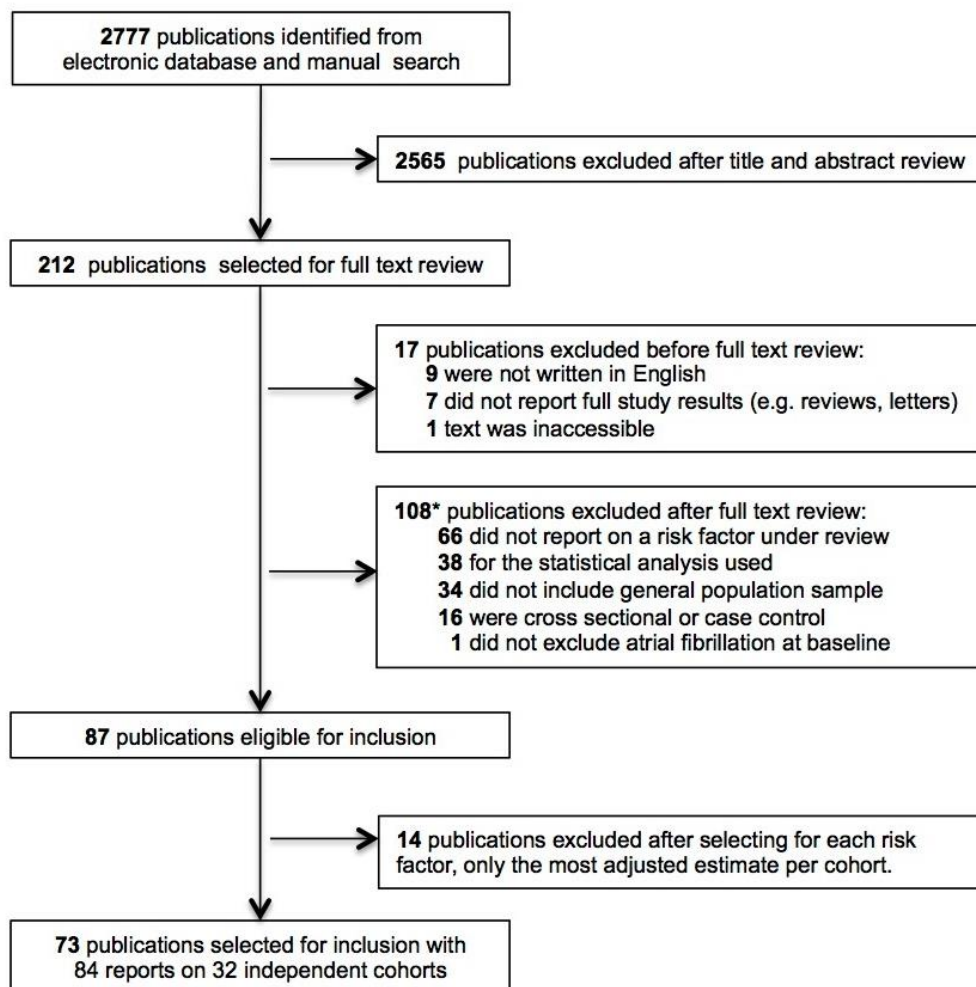 2777 publications identified from
electronic database and manual search
2565 publications excluded after title and abstract review
212 publications selected for full text review
17 publications excluded before full text review:
9 were not written in English
7 did not report full study results (e.g. reviews, letters)
1 text was inaccessible
108* publications excluded after full text review:
66 did not report on a risk factor under review
38 for the statistical analysis used
34 did not include general population sample
16 were cross sectional or case control
1 did not exclude atrial fibrillation at baseline
87 publications eligible for inclusion
14 publications excluded after selecting for each risk
factor, only the most adjusted estimate per cohort.
73 publications selected for inclusion with
84 reports on 32 independent cohorts